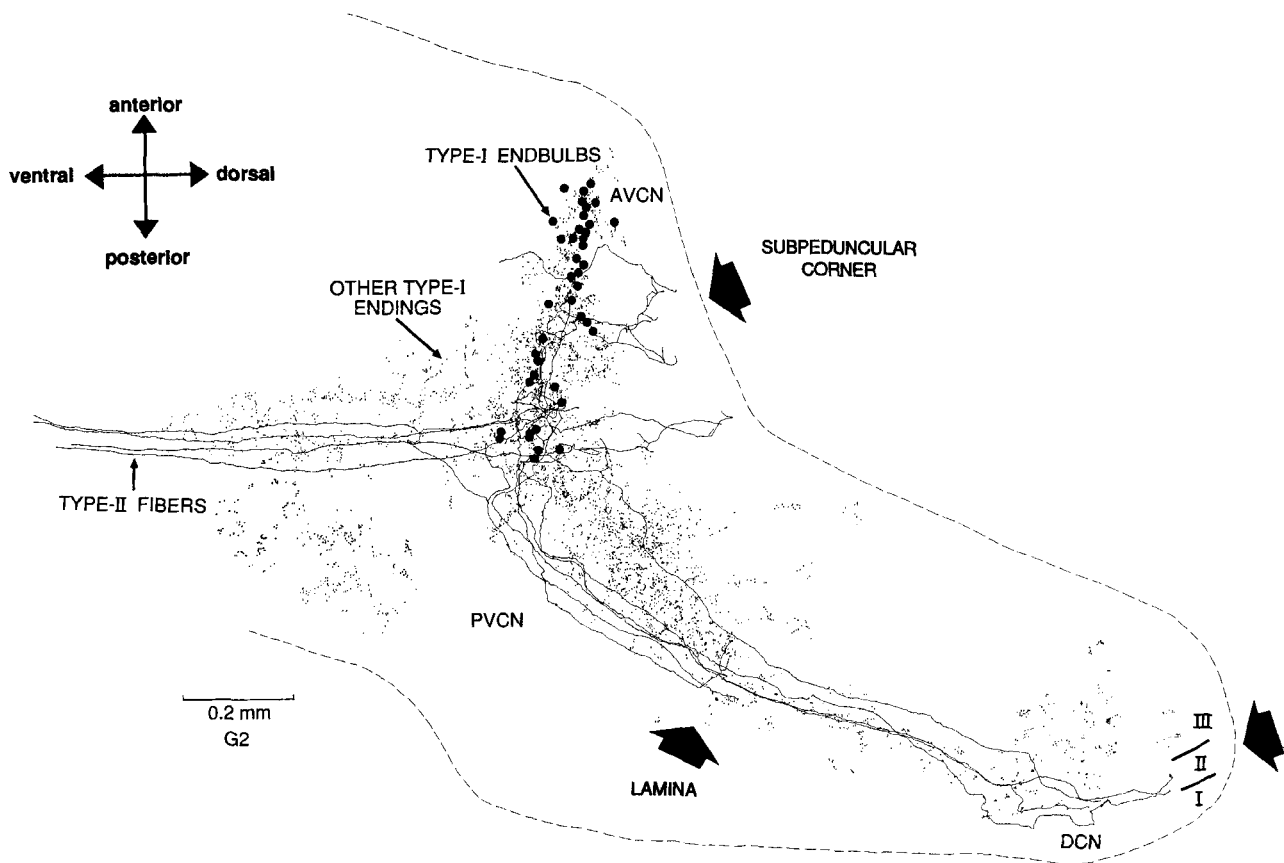 anterior
ventral
dorsal
posterior
TYPE-I ENDBULBS
AVCN
SUBPEDUNCULAR
CORNER
OTHER TYPE-I
ENDINGS
TYPE-II FIBERS
PVCN
0.2 mm
G2
LAMINA
III
II
I
DCN